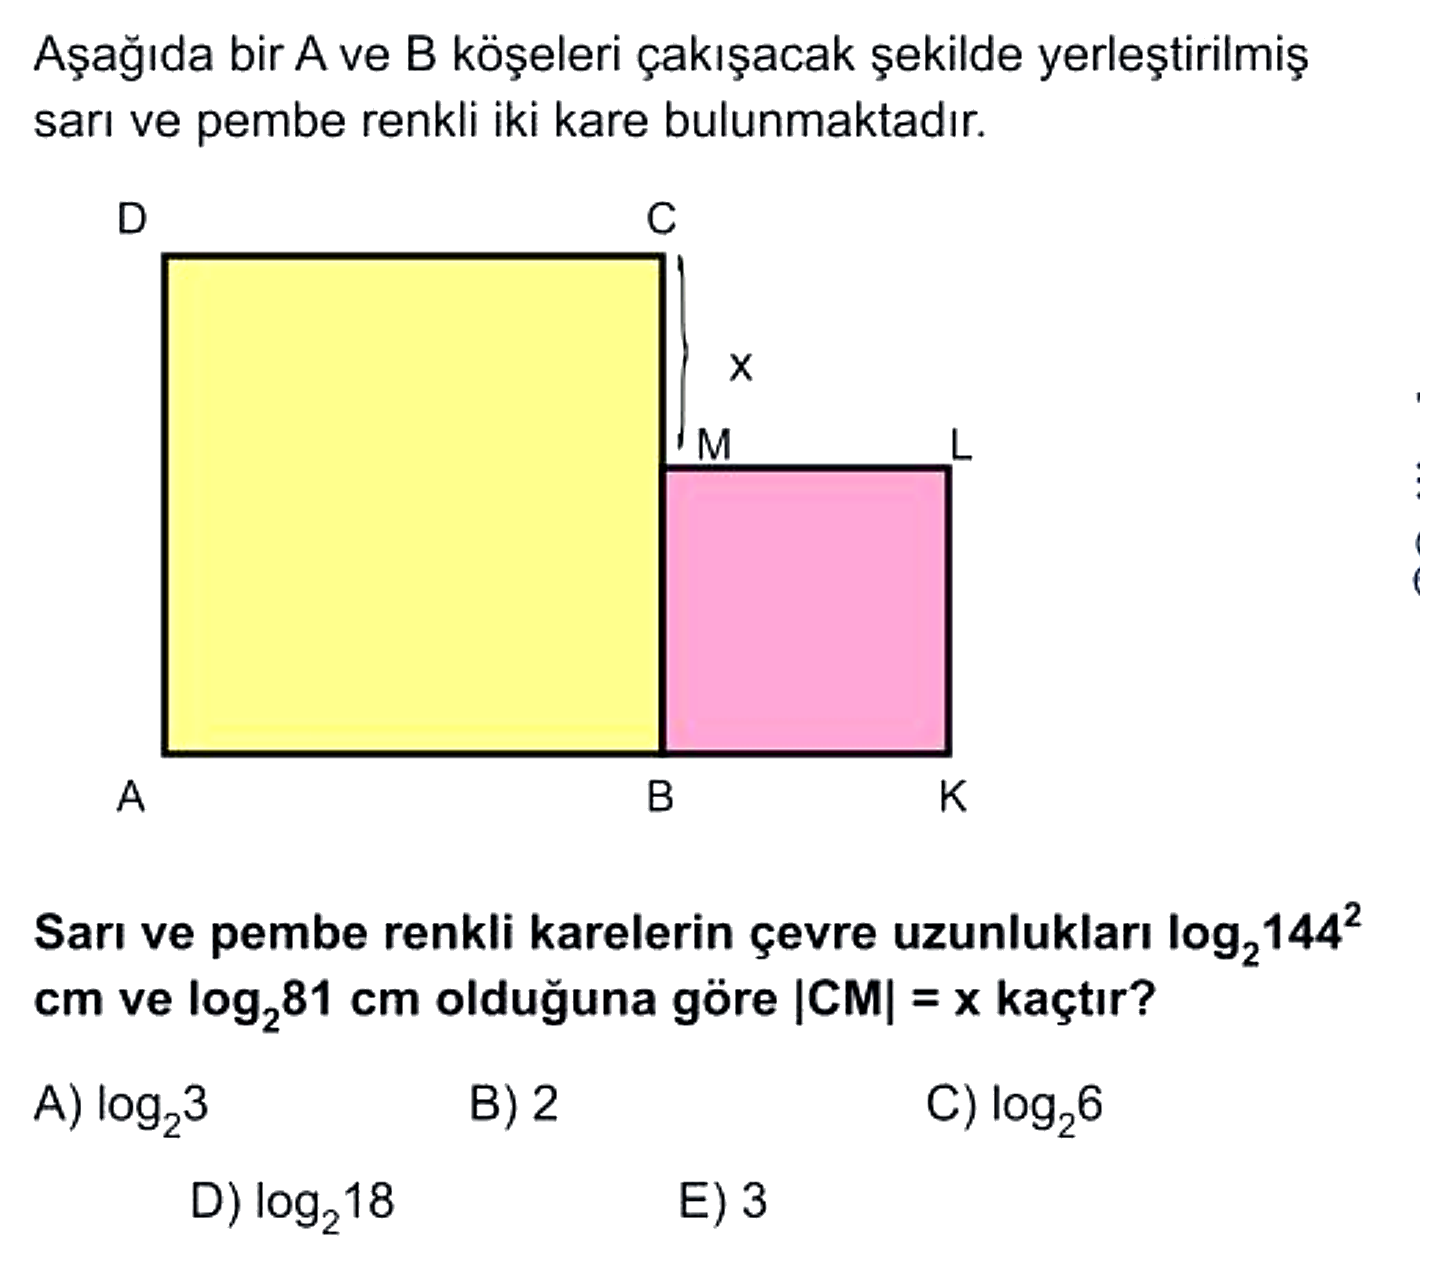 Aşağıda bir A ve B köşeleri çakışacak şekilde yerleştirilmiş
sarı ve pembe renkli iki kare bulunmaktadır.
D C
x
M L
A B K
Sarı ve pembe renkli karelerin çevre uzunlukları log₂144²
cm ve log₂81 cm olduğuna göre |CM| = x kaçtır?
A) log₂3 B) 2 C) log₂6
D) log₂18 E) 3